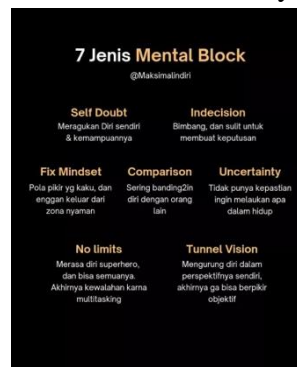 7 Jenis Mental Block
@Maksimalindiri
Self Doubt
Meragukan Diri sendiri
& kemampuannya
Indecision
Bimbang, dan sulit untuk
membuat keputusan
Fix Mindset
Pola pikir yg kaku, dan
enggan keluar dari
zona nyaman
Comparison
Sering banding2in
diri dengan orang
lain
Uncertainty
Tidak punya kepastian
ingin melaukan apa
dalam hidup
No limits
Merasa diri superhero,
dan bisa semuanya.
Akhirnya kewalahan karna
multitasking
Tunnel Vision
Mengurung diri dalam
perspektifnya sendiri,
akhirnya ga bisa berpikir
objektif